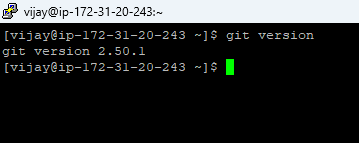 vijay@ip-172-31-20-243:~
[vijay@ip-172-31-20-243 ~]$ git version
git version 2.50.1
[vijay@ip-172-31-20-243 ~]$